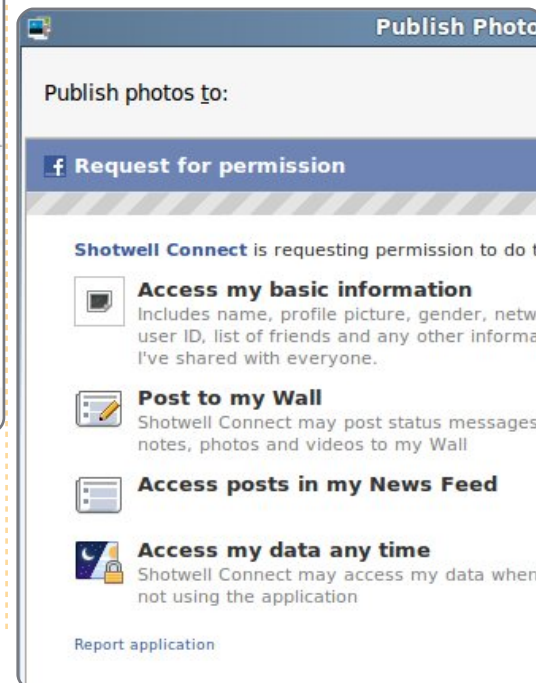 Publish Photo
Publish photos to:
Request for permission
Shotwell Connect is requesting permission to do t
Access my basic information
Includes name, profile picture, gender, netw
user ID, list of friends and any other informa
I've shared with everyone.
Post to my Wall
Shotwell Connect may post status messages
notes, photos and videos to my Wall
Access posts in my News Feed
Access my data any time
Shotwell Connect may access my data when
not using the application
Report application